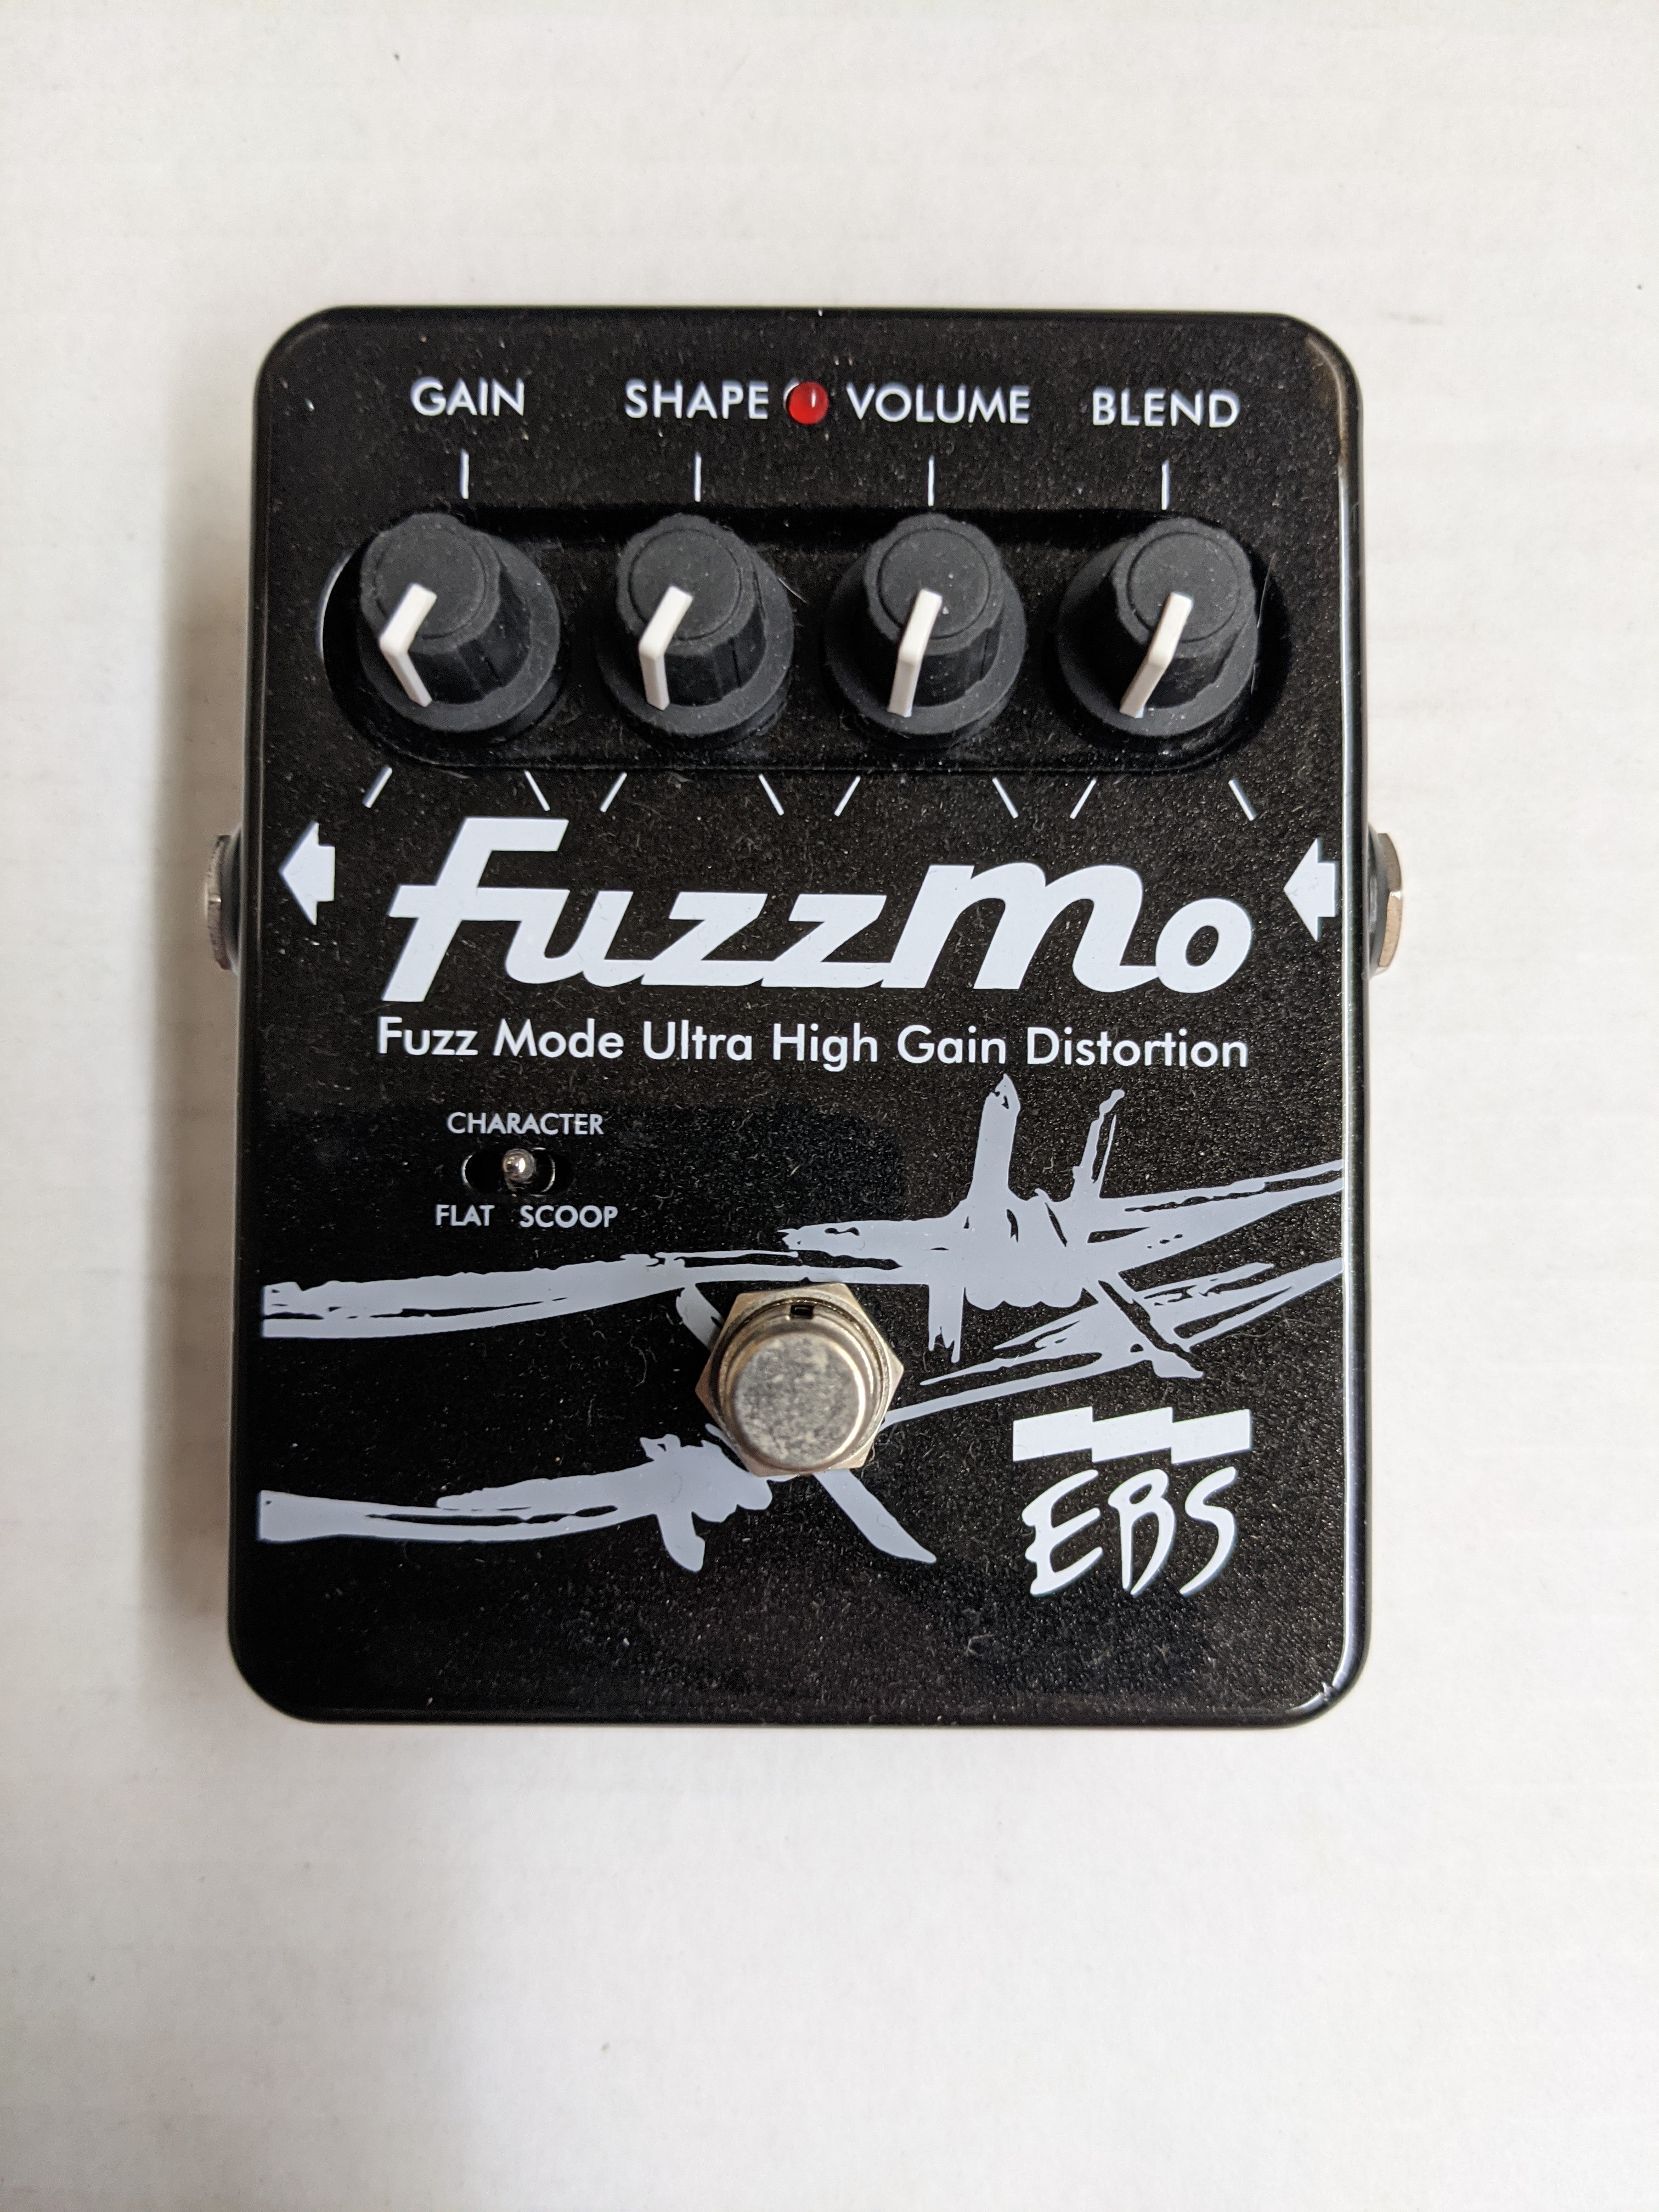 GAIN SHAPE VOLUME BLEND
FuzzMo
Fuzz Mode Ultra High Gain Distortion
CHARACTER
FLAT SCOOP
EBS